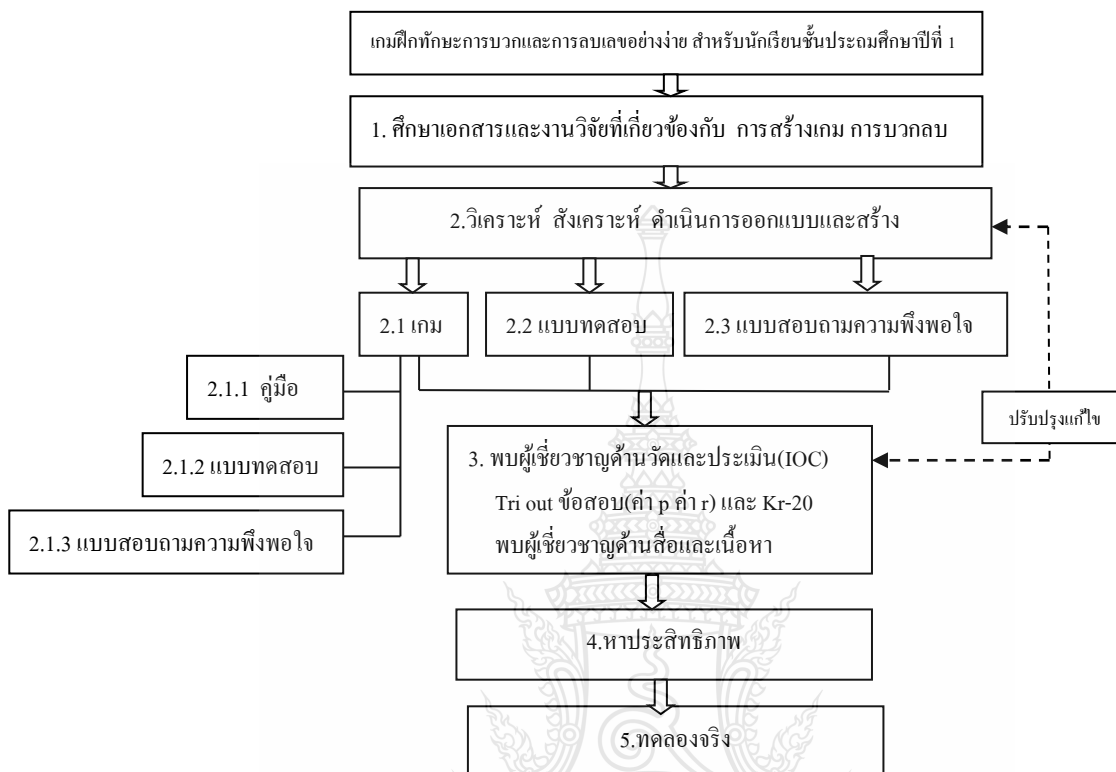 เกมฝึกทักษะการบวกและการลบเลขอย่างง่าย สำหรับนักเรียนชั้นประถมศึกษาปีที่ 1
1. ศึกษาเอกสารและงานวิจัยที่เกี่ยวข้องกับ การสร้างเกม การบวกลบ
2.วิเคราะห์ สังเคราะห์ ดำเนินการออกแบบและสร้าง
2.1 เกม
2.2 แบบทดสอบ
2.3 แบบสอบถามความพึงพอใจ
2.1.1 คู่มือ
2.1.2 แบบทดสอบ
2.1.3 แบบสอบถามความพึงพอใจ
ปรับปรุงแก้ไข
3. พบผู้เชี่ยวชาญด้านวัดและประเมิน(IOC)
Tri out ข้อสอบ(ค่า p ค่า r) และ Kr-20
พบผู้เชี่ยวชาญด้านสื่อและเนื้อหา
4.หาประสิทธิภาพ
5.ทดลองจริง